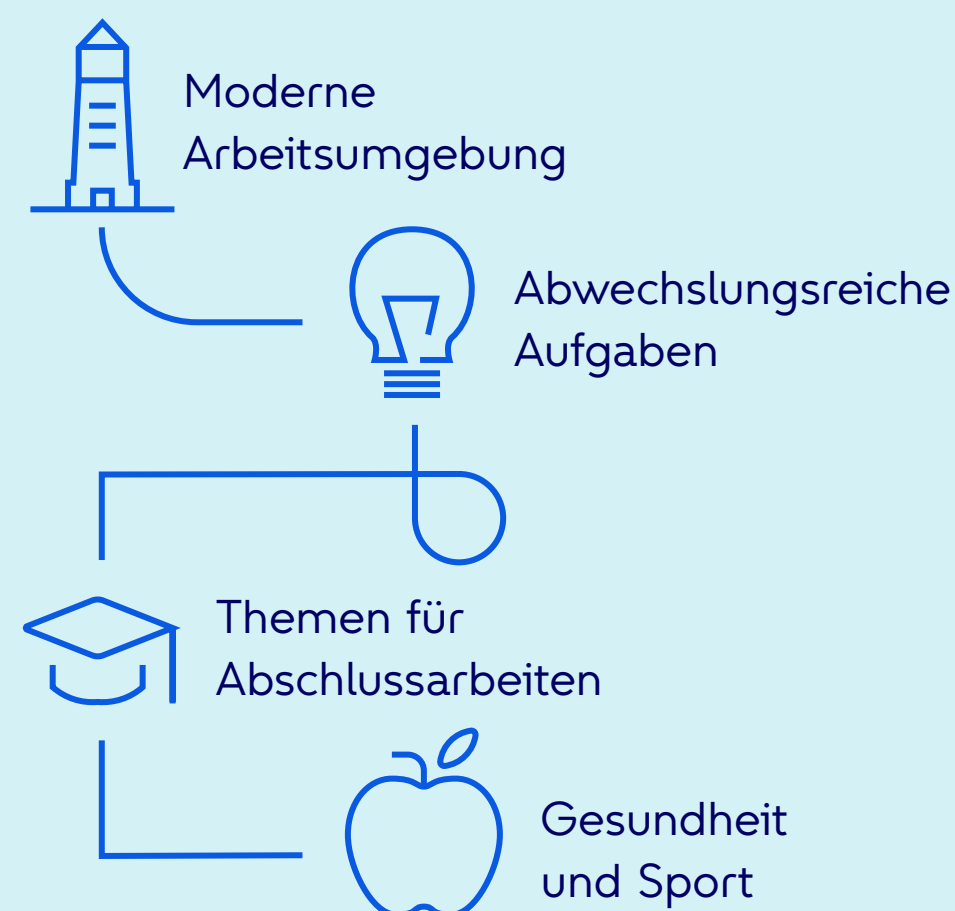 Moderne
Arbeitsumgebung
Abwechslungsreiche
Aufgaben
Themen für
Abschlussarbeiten
Gesundheit
und Sport